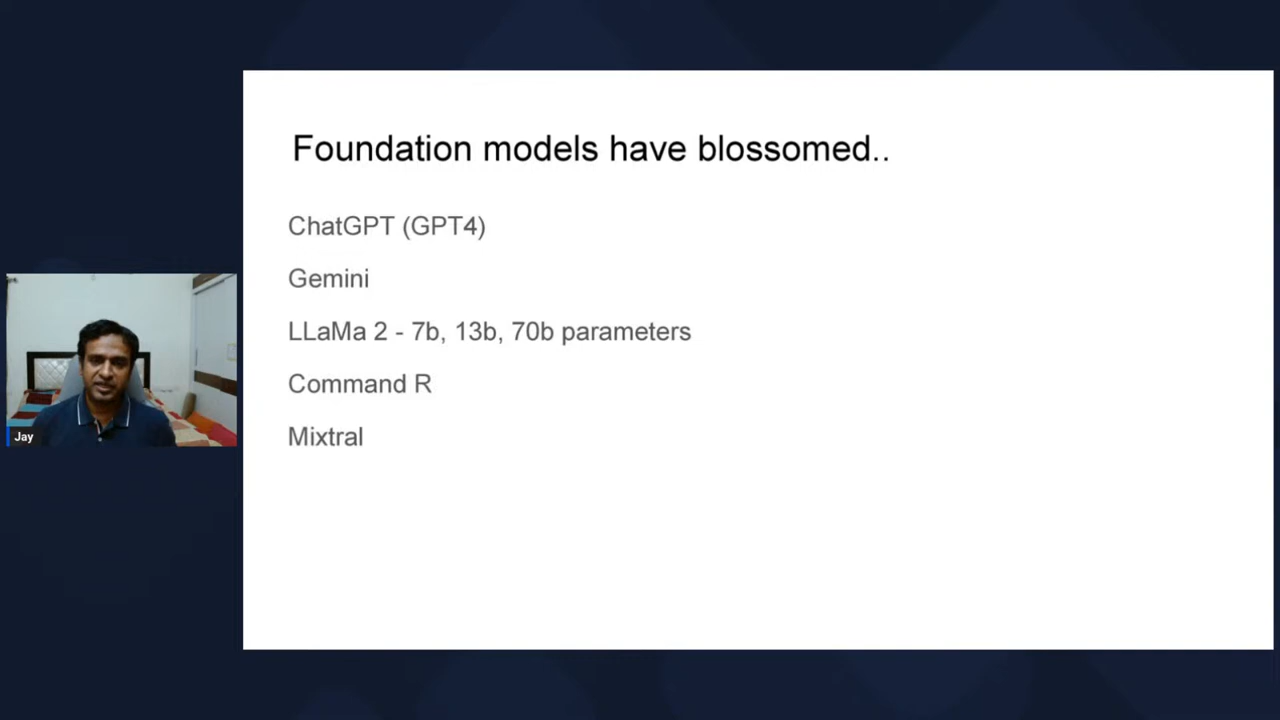 Foundation models have blossomed..
ChatGPT (GPT4)
Gemini
LLaMa 2 - 7b, 13b, 70b parameters
Command R
Mixtral
Jay